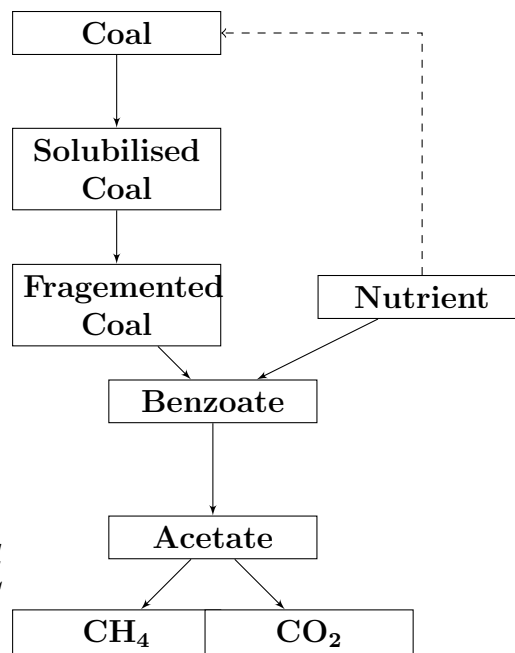 Coal
Solubilised
Coal
Fragemented
Coal
Nutrient
Benzoate
Acetate
CH₄
CO₂